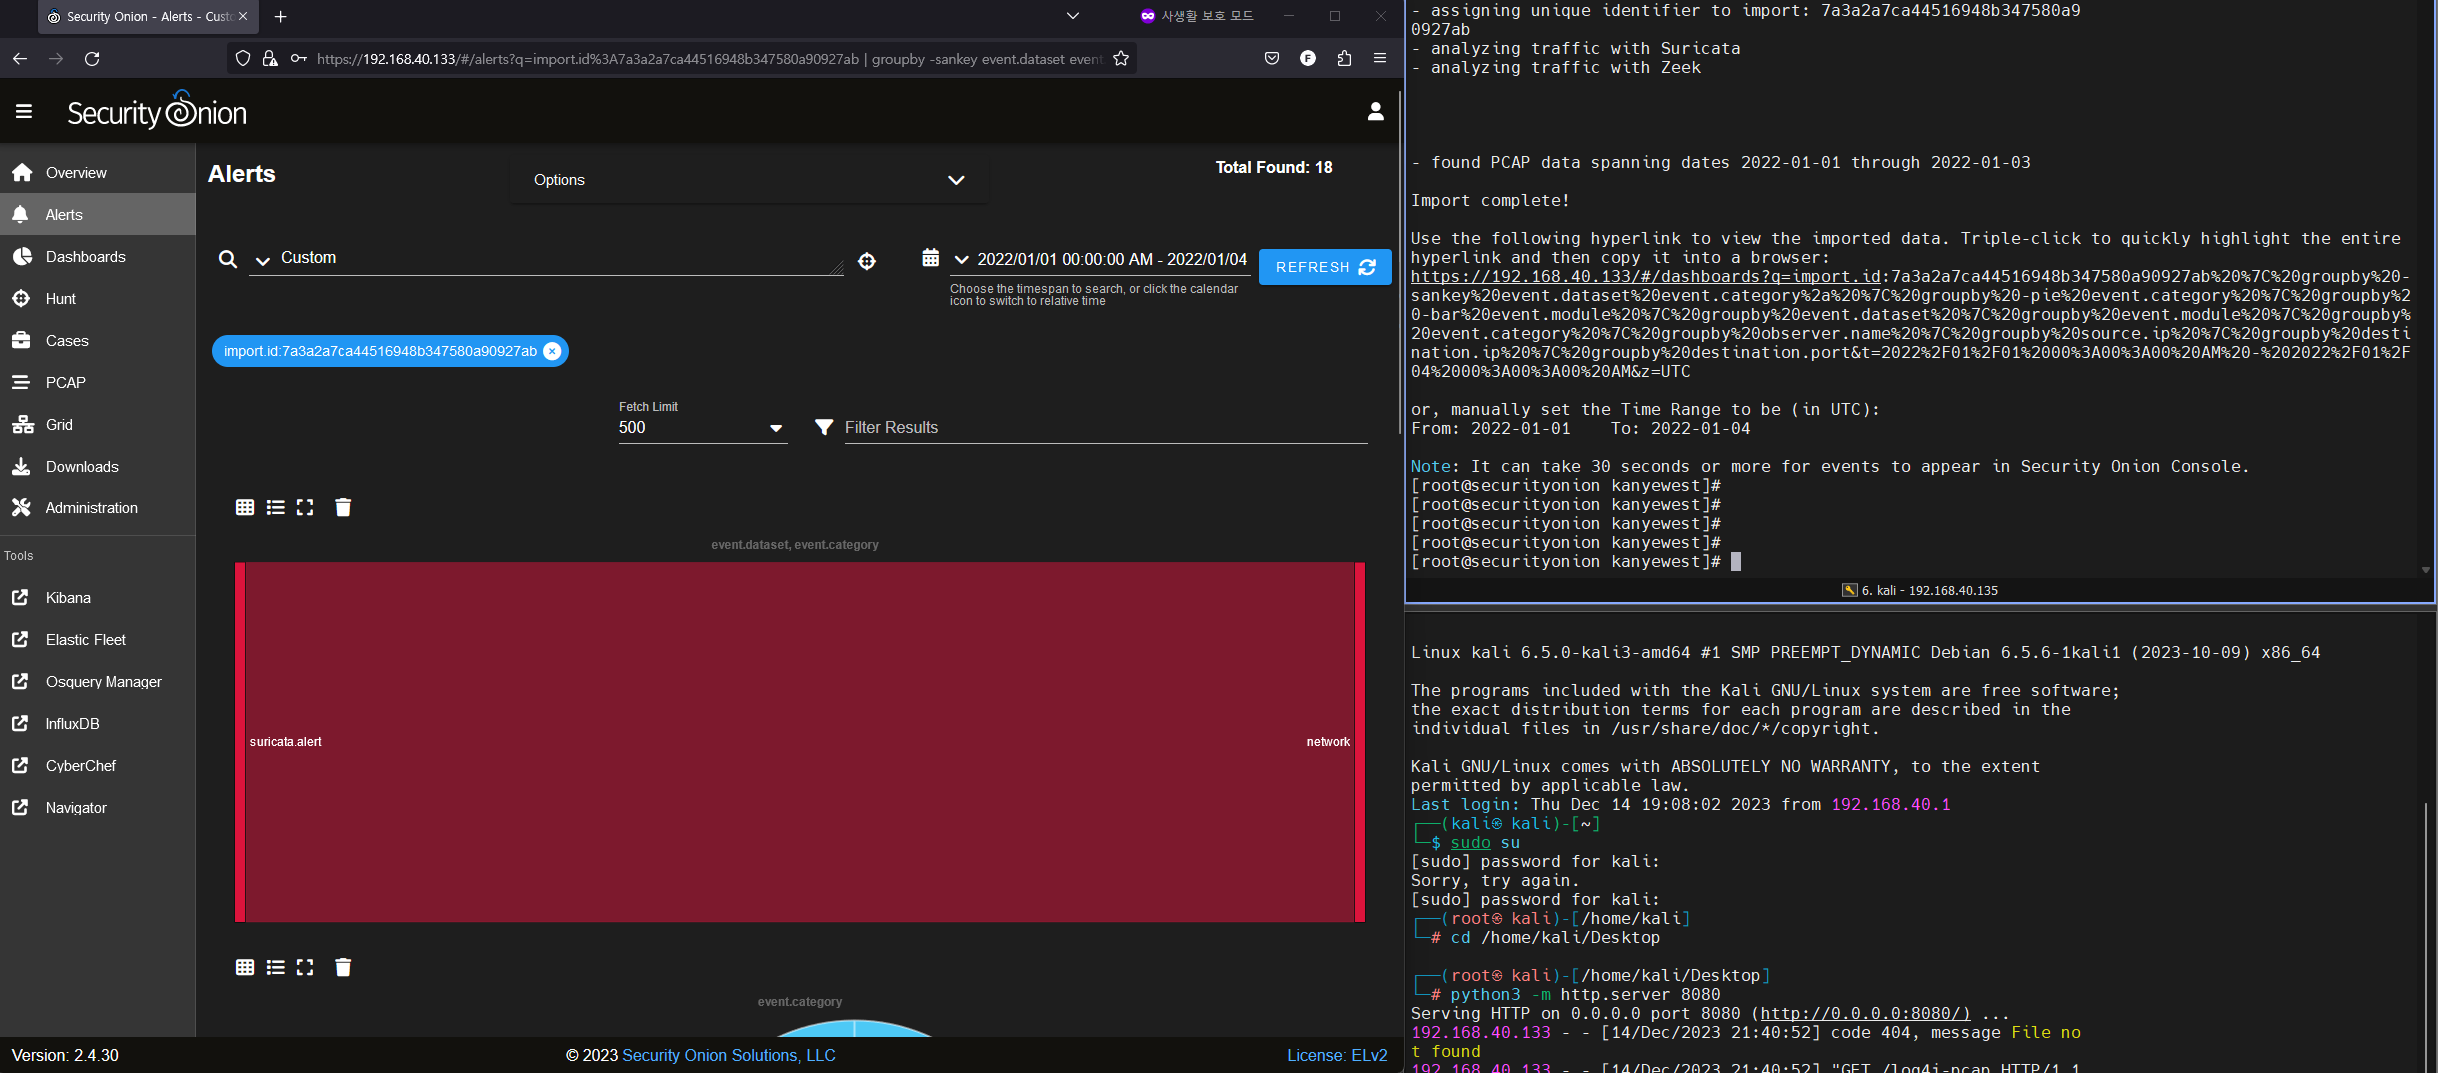 Security Onion - Alerts - Custo
사생활 보호 모드
https://192.168.40.133/#/alerts?q=import.id%3A7a3a2a7ca44516948b347580a90927ab | groupby -sankey event.dataset event.
Security Onion
Overview
Alerts
Dashboards
Hunt
Cases
PCAP
Grid
Downloads
Administration
Tools
Kibana
Elastic Fleet
Osquery Manager
InfluxDB
CyberChef
Navigator
Version: 2.4.30
Alerts
Options
Total Found: 18
Custom
2022/01/01 00:00:00 AM - 2022/01/04
REFRESH
Choose the timespan to search, or click the calendar
icon to switch to relative time
import.id:7a3a2a7ca44516948b347580a90927ab
Fetch Limit
500
Filter Results
event.dataset, event.category
suricata.alert
network
event.category
© 2023 Security Onion Solutions, LLC
License: ELv2
- assigning unique identifier to import: 7a3a2a7ca44516948b347580a9
0927ab
- analyzing traffic with Suricata
- analyzing traffic with Zeek
- found PCAP data spanning dates 2022-01-01 through 2022-01-03
Import complete!
Use the following hyperlink to view the imported data. Triple-click to quickly highlight the entire
hyperlink and then copy it into a browser:
https://192.168.40.133/#/dashboards?q=import.id:7a3a2a7ca44516948b347580a90927ab%20%7C%20groupby%20-
sankey%20event.dataset%20event.category%2a%20%7C%20groupby%20-pie%20event.category%20%7C%20groupby%2
0-bar%20event.module%20%7C%20groupby%20event.dataset%20%7C%20groupby%20event.module%20%7C%20groupby%
20event.category%20%7C%20groupby%20observer.name%20%7C%20groupby%20source.ip%20%7C%20groupby%20desti
nation.ip%20%7C%20groupby%20destination.port&t=2022%2F01%2F01%2000%3A00%3A00%20AM%20-%202022%2F01%2F
04%2000%3A00%3A00%20AM&z=UTC
or, manually set the Time Range to be (in UTC):
From: 2022-01-01    To: 2022-01-04
Note: It can take 30 seconds or more for events to appear in Security Onion Console.
[root@securityonion kanyewest]#
[root@securityonion kanyewest]#
[root@securityonion kanyewest]#
[root@securityonion kanyewest]#
[root@securityonion kanyewest]#
6. kali - 192.168.40.135
Linux kali 6.5.0-kali3-amd64 #1 SMP PREEMPT_DYNAMIC Debian 6.5.6-1kali1 (2023-10-09) x86_64
The programs included with the Kali GNU/Linux system are free software;
the exact distribution terms for each program are described in the
individual files in /usr/share/doc/*/copyright.
Kali GNU/Linux comes with ABSOLUTELY NO WARRANTY, to the extent
permitted by applicable law.
Last login: Thu Dec 14 19:08:02 2023 from 192.168.40.1
┌──(kali㉿ kali)-[~]
└─$ sudo su
[sudo] password for kali:
Sorry, try again.
[sudo] password for kali:
┌──(root㉿ kali)-[/home/kali]
└─# cd /home/kali/Desktop
┌──(root㉿ kali)-[/home/kali/Desktop]
└─# python3 -m http.server 8080
Serving HTTP on 0.0.0.0 port 8080 (http://0.0.0.0:8080/) ...
192.168.40.133 - - [14/Dec/2023 21:40:52] code 404, message File no
t found
192.168.40.133 - - [14/Dec/2023 21:40:52] "GET /log4j-pcap HTTP/1.1